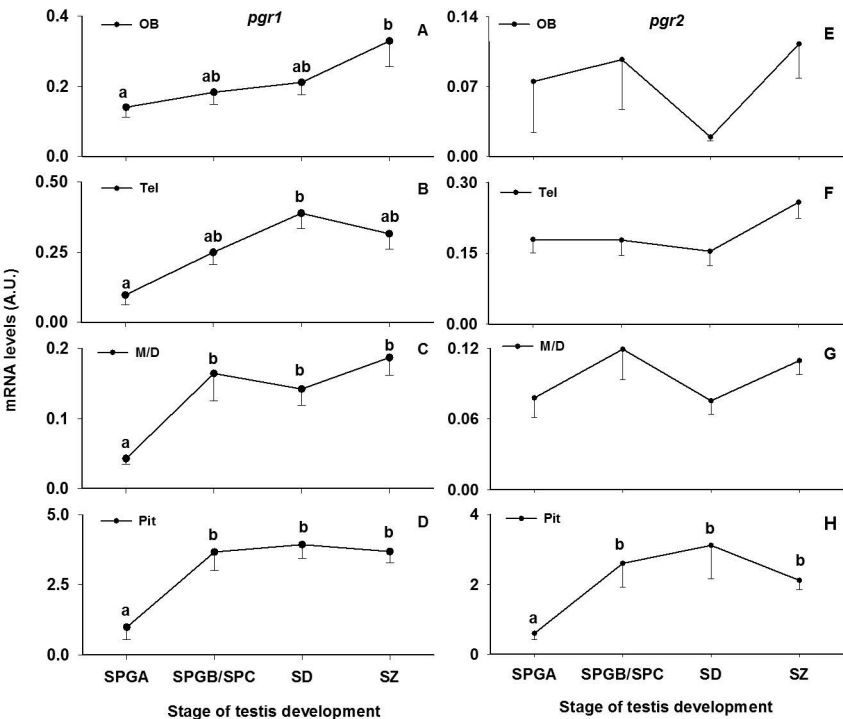 pgr1
pgr2
mRNA levels (A.U.)
0.4
0.2
0.0
OB
A
a
ab
ab
b
0.14
0.07
0.00
OB
E
0.50
0.25
0.00
Tel
B
a
ab
b
ab
0.30
0.15
0.00
Tel
F
0.2
0.1
0.0
M/D
C
a
b
b
b
0.12
0.06
0.00
M/D
G
5.0
2.5
0.0
Pit
D
a
b
b
b
4
2
0
Pit
H
a
b
b
b
SPGA SPGB/SPC SD SZ
SPGA SPGB/SPC SD SZ
Stage of testis development
Stage of testis development